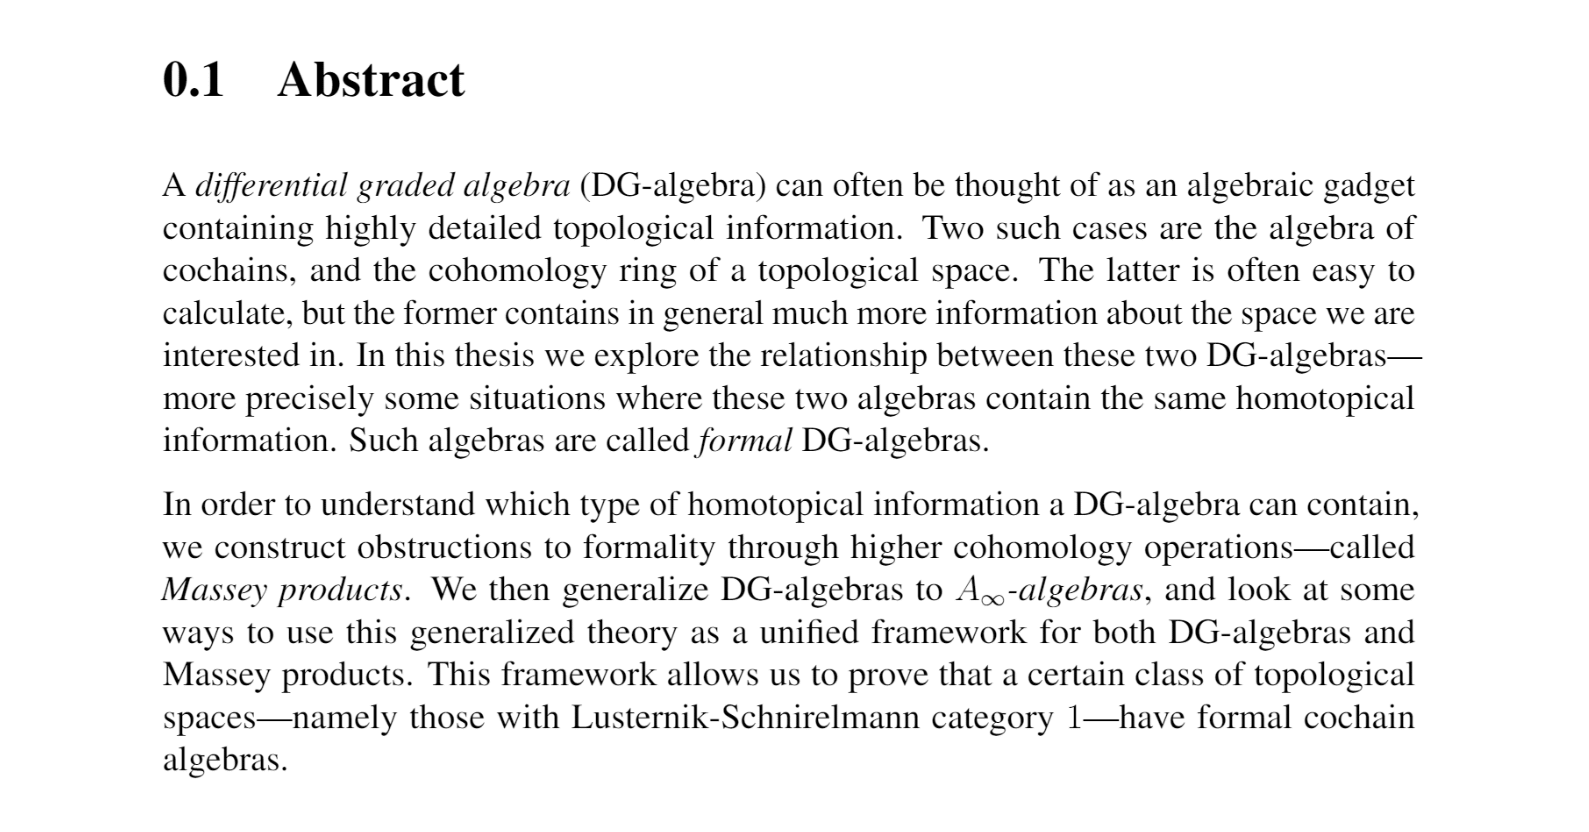 0.1 Abstract
A differential graded algebra (DG-algebra) can often be thought of as an algebraic gadget
containing highly detailed topological information. Two such cases are the algebra of
cochains, and the cohomology ring of a topological space. The latter is often easy to
calculate, but the former contains in general much more information about the space we are
interested in. In this thesis we explore the relationship between these two DG-algebras—
more precisely some situations where these two algebras contain the same homotopical
information. Such algebras are called formal DG-algebras.
In order to understand which type of homotopical information a DG-algebra can contain,
we construct obstructions to formality through higher cohomology operations—called
Massey products. We then generalize DG-algebras to A∞-algebras, and look at some
ways to use this generalized theory as a unified framework for both DG-algebras and
Massey products. This framework allows us to prove that a certain class of topological
spaces—namely those with Lusternik-Schnirelmann category 1—have formal cochain
algebras.